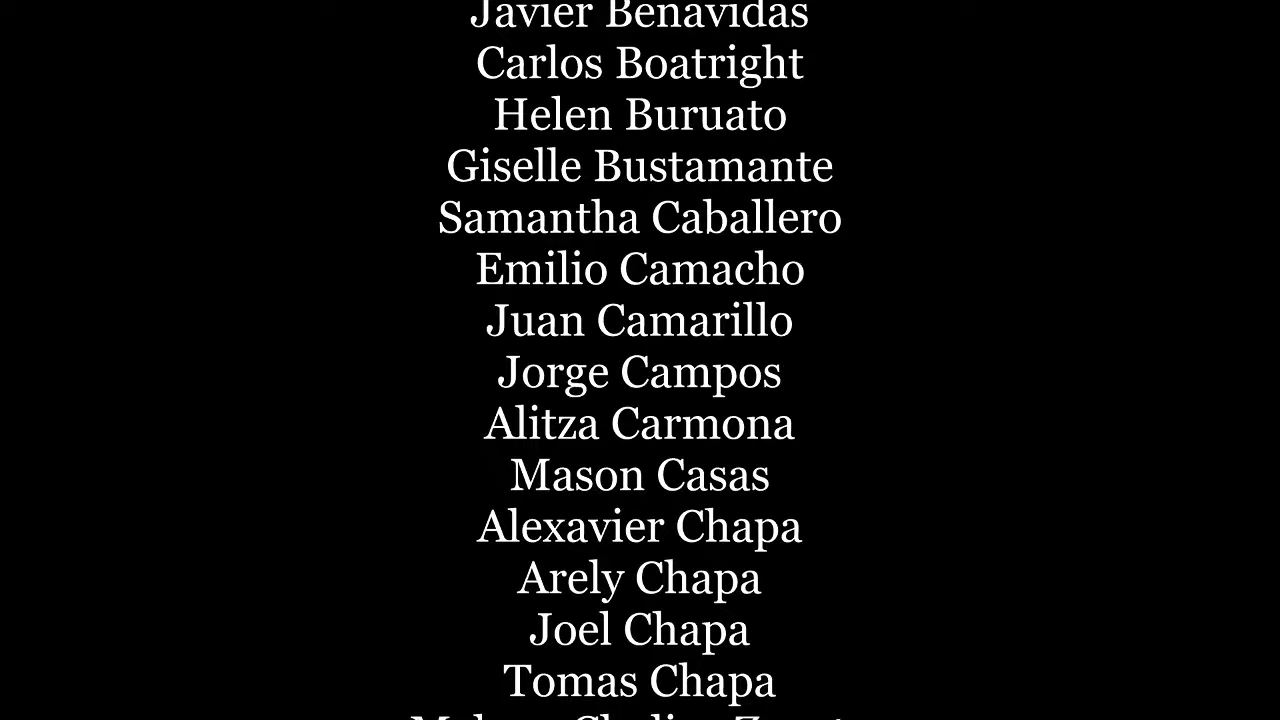 Javier Benavidas
Carlos Boatright
Helen Buruato
Giselle Bustamante
Samantha Caballero
Emilio Camacho
Juan Camarillo
Jorge Campos
Alitza Carmona
Mason Casas
Alexavier Chapa
Arely Chapa
Joel Chapa
Tomas Chapa